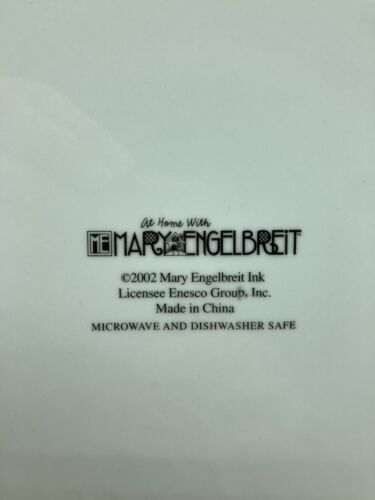 At Home With
ME MARY ENGELBREIT
©2002 Mary Engelbreit Ink
Licensee Enesco Group, Inc.
Made in China
MICROWAVE AND DISHWASHER SAFE